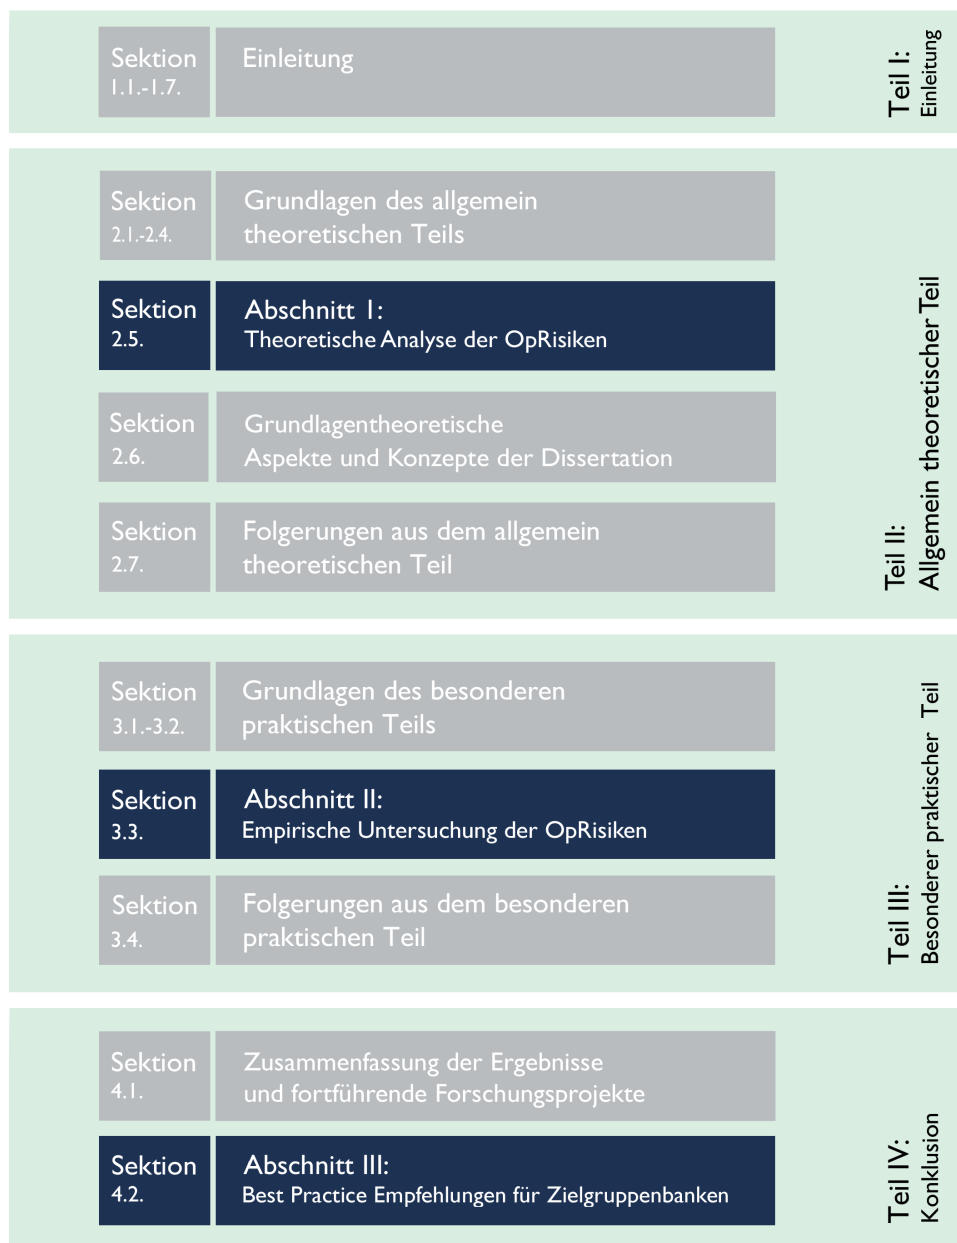 Sektion
1.1.-1.7.
Einleitung
Teil I:
Einleitung
Sektion
2.1.-2.4.
Grundlagen des allgemein
theoretischen Teils
Sektion
2.5.
Abschnitt I:
Theoretische Analyse der OpRisiken
Sektion
2.6.
Grundlagentheoretische
Aspekte und Konzepte der Dissertation
Sektion
2.7.
Folgerungen aus dem allgemein
theoretischen Teil
Teil II:
Allgemein theoretischer Teil
Sektion
3.1.-3.2.
Grundlagen des besonderen
praktischen Teils
Sektion
3.3.
Abschnitt II:
Empirische Untersuchung der OpRisiken
Sektion
3.4.
Folgerungen aus dem besonderen
praktischen Teil
Teil III:
Besonderer praktischer Teil
Sektion
4.1.
Zusammenfassung der Ergebnisse
und fortführende Forschungsprojekte
Sektion
4.2.
Abschnitt III:
Best Practice Empfehlungen für Zielgruppenbanken
Teil IV:
Konklusion